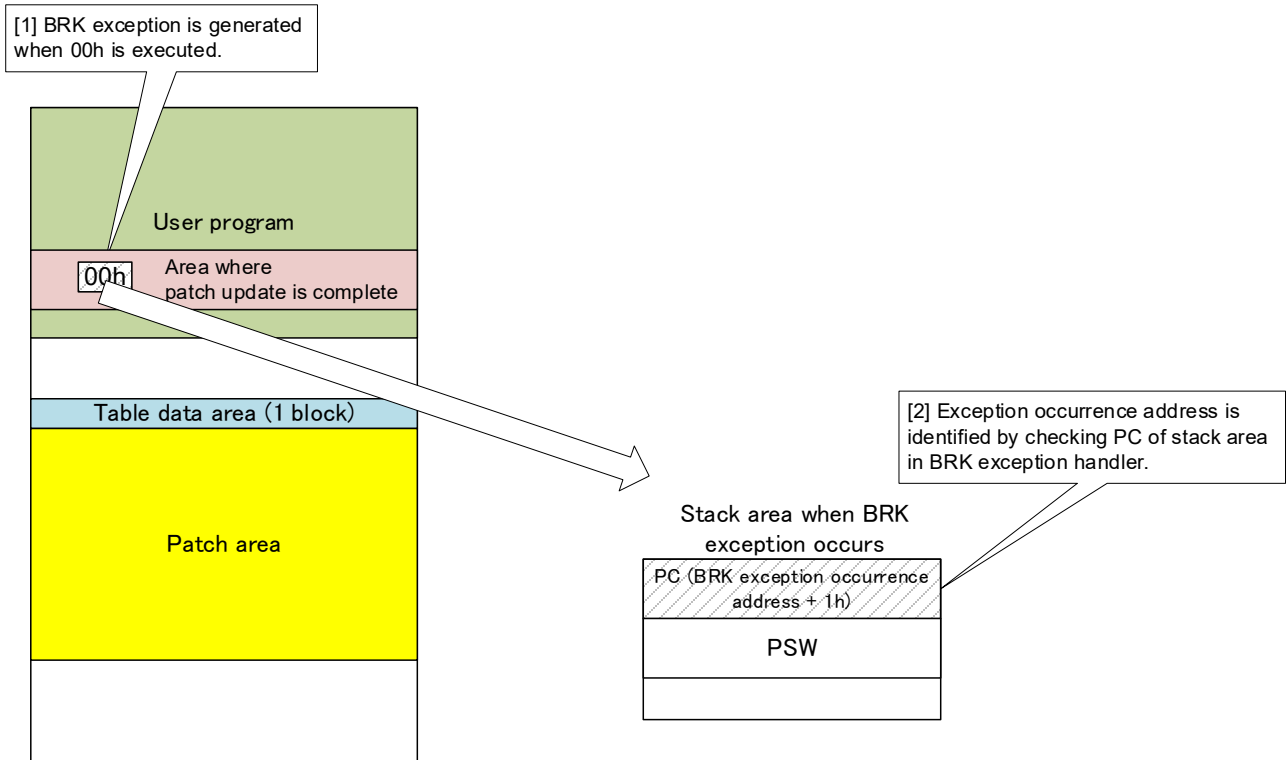 [1] BRK exception is generated
when 00h is executed.
User program
00h
Area where
patch update is complete
Table data area (1 block)
Patch area
[2] Exception occurrence address is
identified by checking PC of stack area
in BRK exception handler.
Stack area when BRK
exception occurs
PC (BRK exception occurrence
address + 1h)
PSW